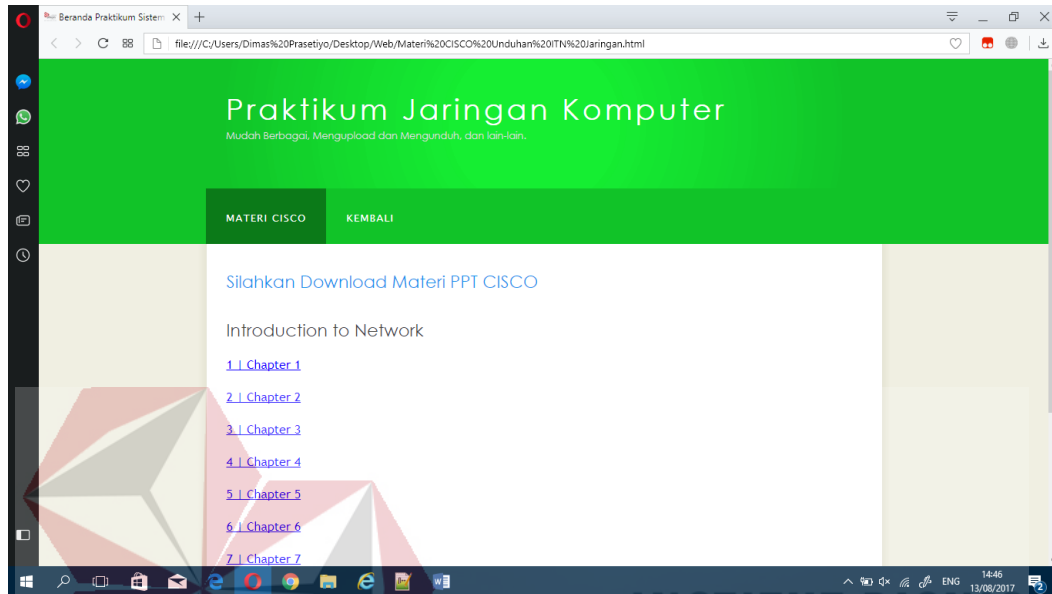 Beranda Praktikum Sistem
file:///C:/Users/Dimas%20Prasetiyo/Desktop/Web/Materi%20CISCO%20Unduhan%20ITN%20Jaringan.html
Praktikum Jaringan Komputer
Mudah Berbagai, Mengupload dan Mengunduh, dan lain-lain.
MATERI CISCO KEMBALI
Silahkan Download Materi PPT CISCO
Introduction to Network
1 | Chapter 1
2 | Chapter 2
3 | Chapter 3
4 | Chapter 4
5 | Chapter 5
6 | Chapter 6
7 | Chapter 7
ENG 14:46
13/08/2017
2